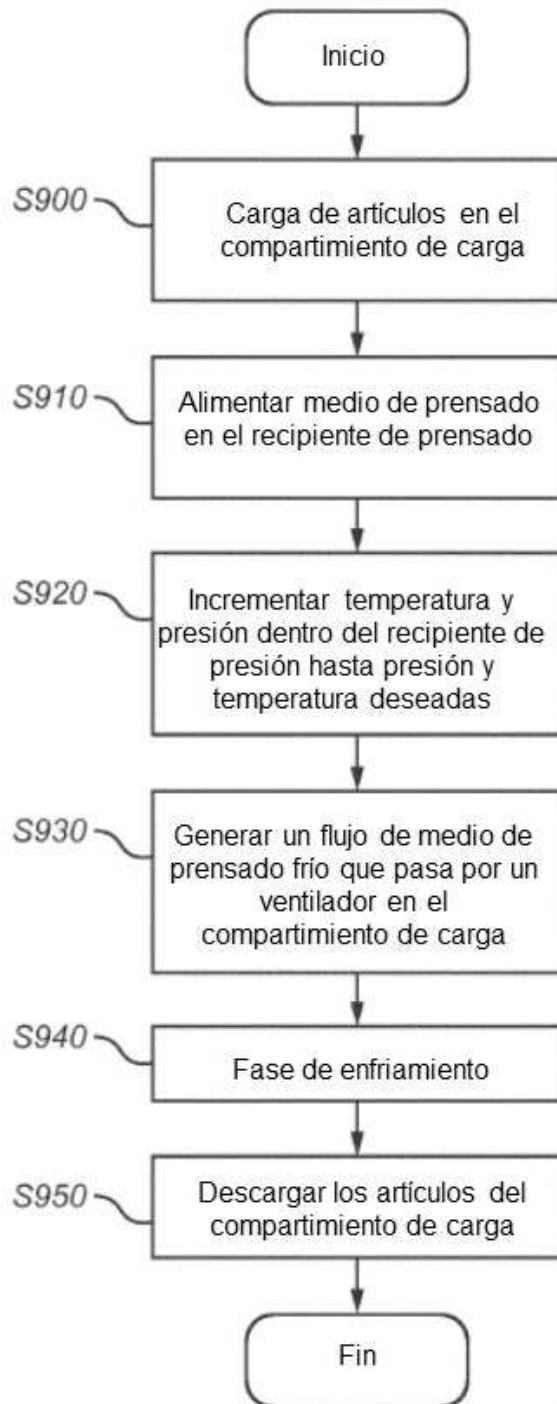 Inicio
S900
Carga de artículos en el
compartimiento de carga
S910
Alimentar medio de prensado
en el recipiente de prensado
S920
Incrementar temperatura y
presión dentro del recipiente de
presión hasta presión y
temperatura deseadas
S930
Generar un flujo de medio de
prensado frío que pasa por un
ventilador en el
compartimiento de carga
S940
Fase de enfriamiento
S950
Descargar los artículos del
compartimiento de carga
Fin